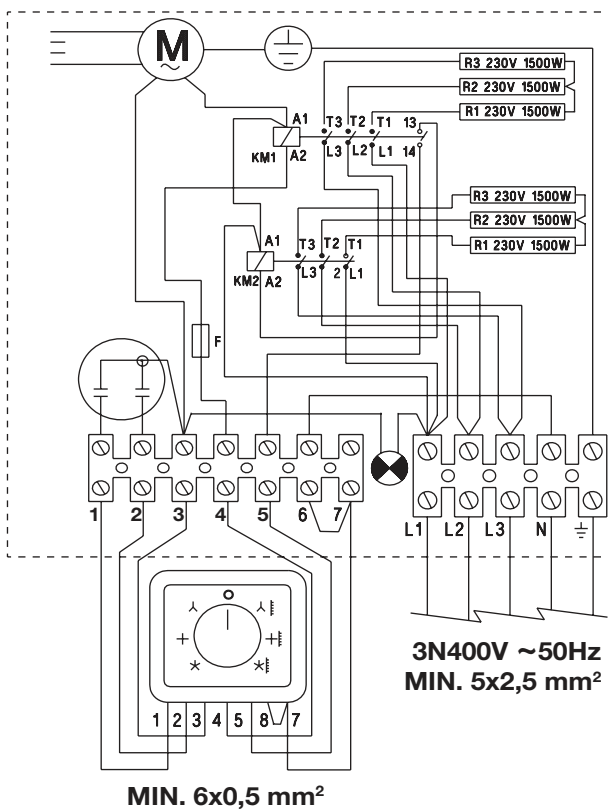 M
~
R3 230V 1500W
R2 230V 1500W
R1 230V 1500W
A1
T3
T2
T1
13
KM1
A2
L3
L2
L1
14
R3 230V 1500W
R2 230V 1500W
R1 230V 1500W
A1
T3
T2
T1
KM2
A2
L3
2
L1
F
1
2
3
4
5
6
7
L1
L2
L3
N
3N400V ~50Hz
MIN. 5x2,5 mm²
1 2 3 4 5 8 7
MIN. 6x0,5 mm²